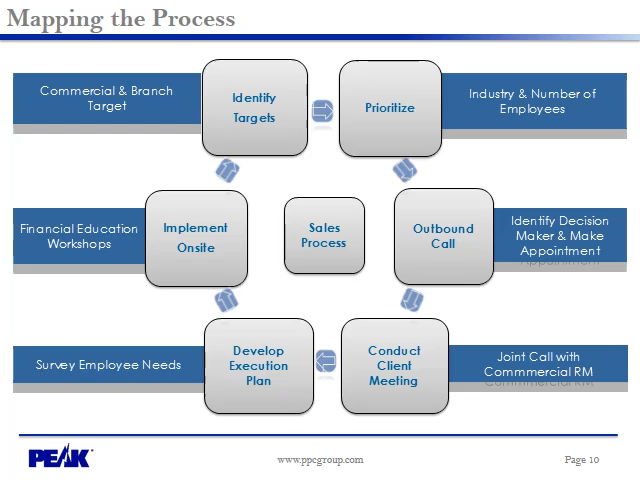 Mapping the Process
Commercial & Branch
Target
Identify
Targets
Prioritize
Industry & Number of
Employees
Financial Education
Workshops
Implement
Onsite
Sales
Process
Outbound
Call
Identify Decision
Maker & Make
Appointment
Survey Employee Needs
Develop
Execution
Plan
Conduct
Client
Meeting
Joint Call with
Commercial RM
PEAK
www.ppcgroup.com
Page 10